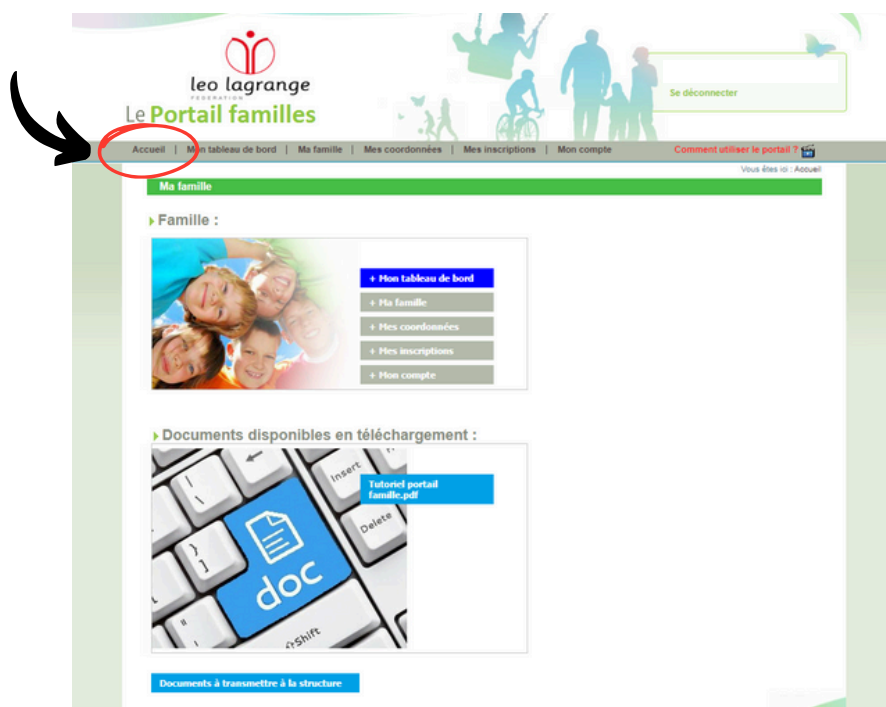 leo lagrange
FEDERATION
Le Portail familles
Se déconnecter
Accueil | Mon tableau de bord | Ma famille | Mes coordonnées | Mes inscriptions | Mon compte
Comment utiliser le portail ?
Vous êtes ici : Accueil
Ma famille
Famille :
+ Mon tableau de bord
+ Ma famille
+ Mes coordonnées
+ Mes inscriptions
+ Mon compte
Documents disponibles en téléchargement :
Insert
Tutoriel portail
famille.pdf
Delete
doc
Shift
Documents à transmettre à la structure